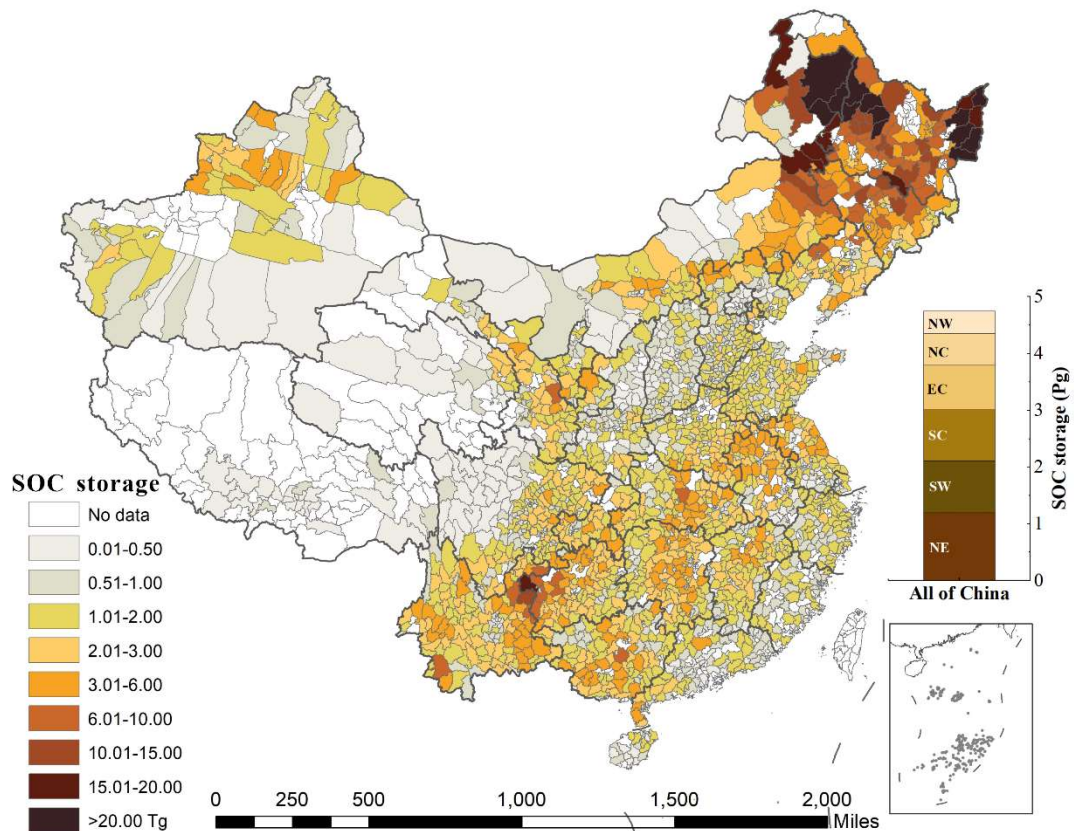 SOC storage
No data
0.01-0.50
0.51-1.00
1.01-2.00
2.01-3.00
3.01-6.00
6.01-10.00
10.01-15.00
15.01-20.00
>20.00 Tg
0 250 500 1,000 1,500 2,000
Miles
5
4
3
2
1
0
SOC storage (Pg)
NW
NC
EC
SC
SW
NE
All of China